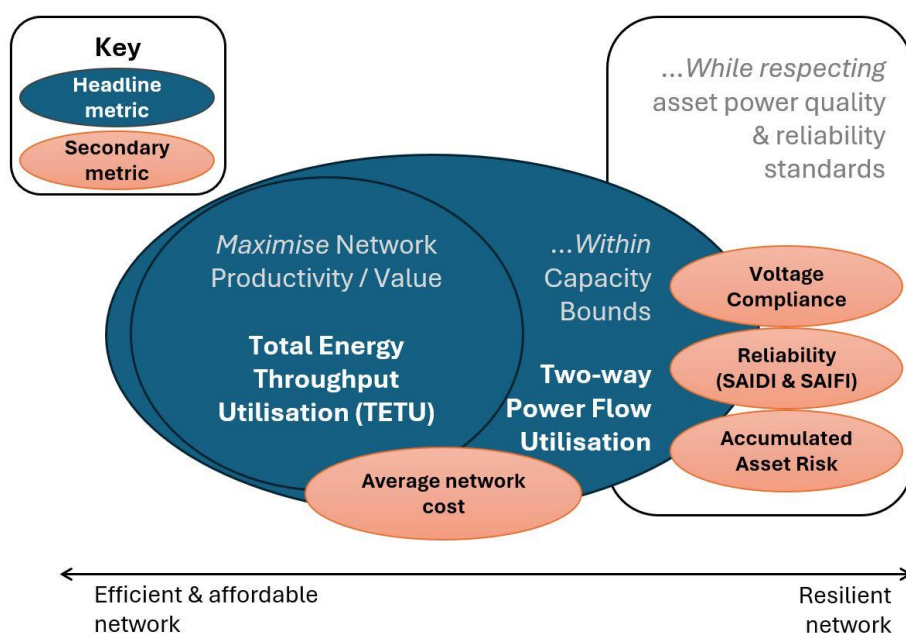 Key
Headline
metric
Secondary
metric
...While respecting
asset power quality
& reliability
standards
Maximise Network
Productivity / Value
Total Energy
Throughput
Utilisation (TETU)
...Within
Capacity
Bounds
Two-way
Power Flow
Utilisation
Voltage
Compliance
Reliability
(SAIDI & SAIFI)
Accumulated
Asset Risk
Average network
cost
Efficient & affordable
network
Resilient
network